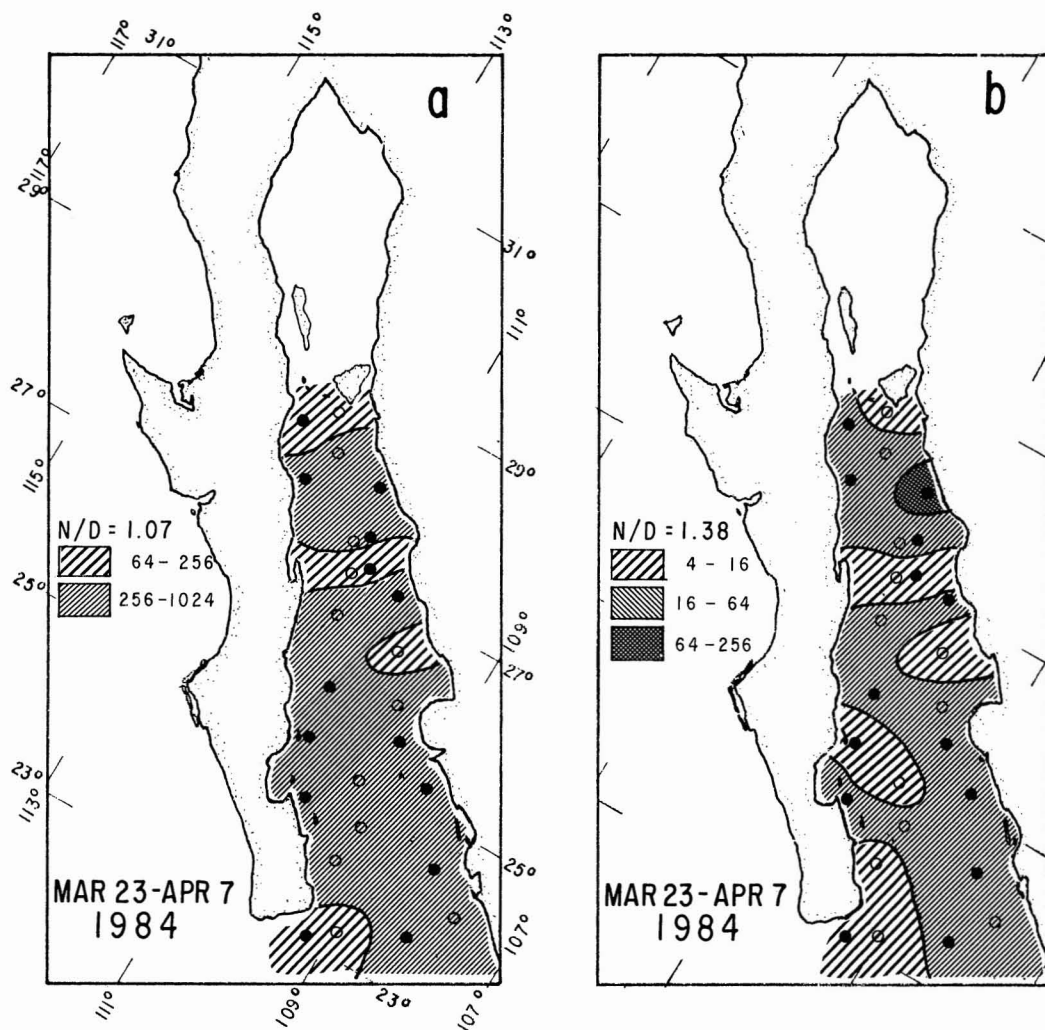 117° 31° 115° 113°
a
b
117°
29°
31°
111°
27°
115°
29°
N/D = 1.07
64 - 256
256-1024
N/D = 1.38
4 - 16
16 - 64
64 - 256
25°
109°
27°
23°
113°
25°
MAR 23-APR 7
1984
MAR 23-APR 7
1984
107°
111° 109° 23° 107°